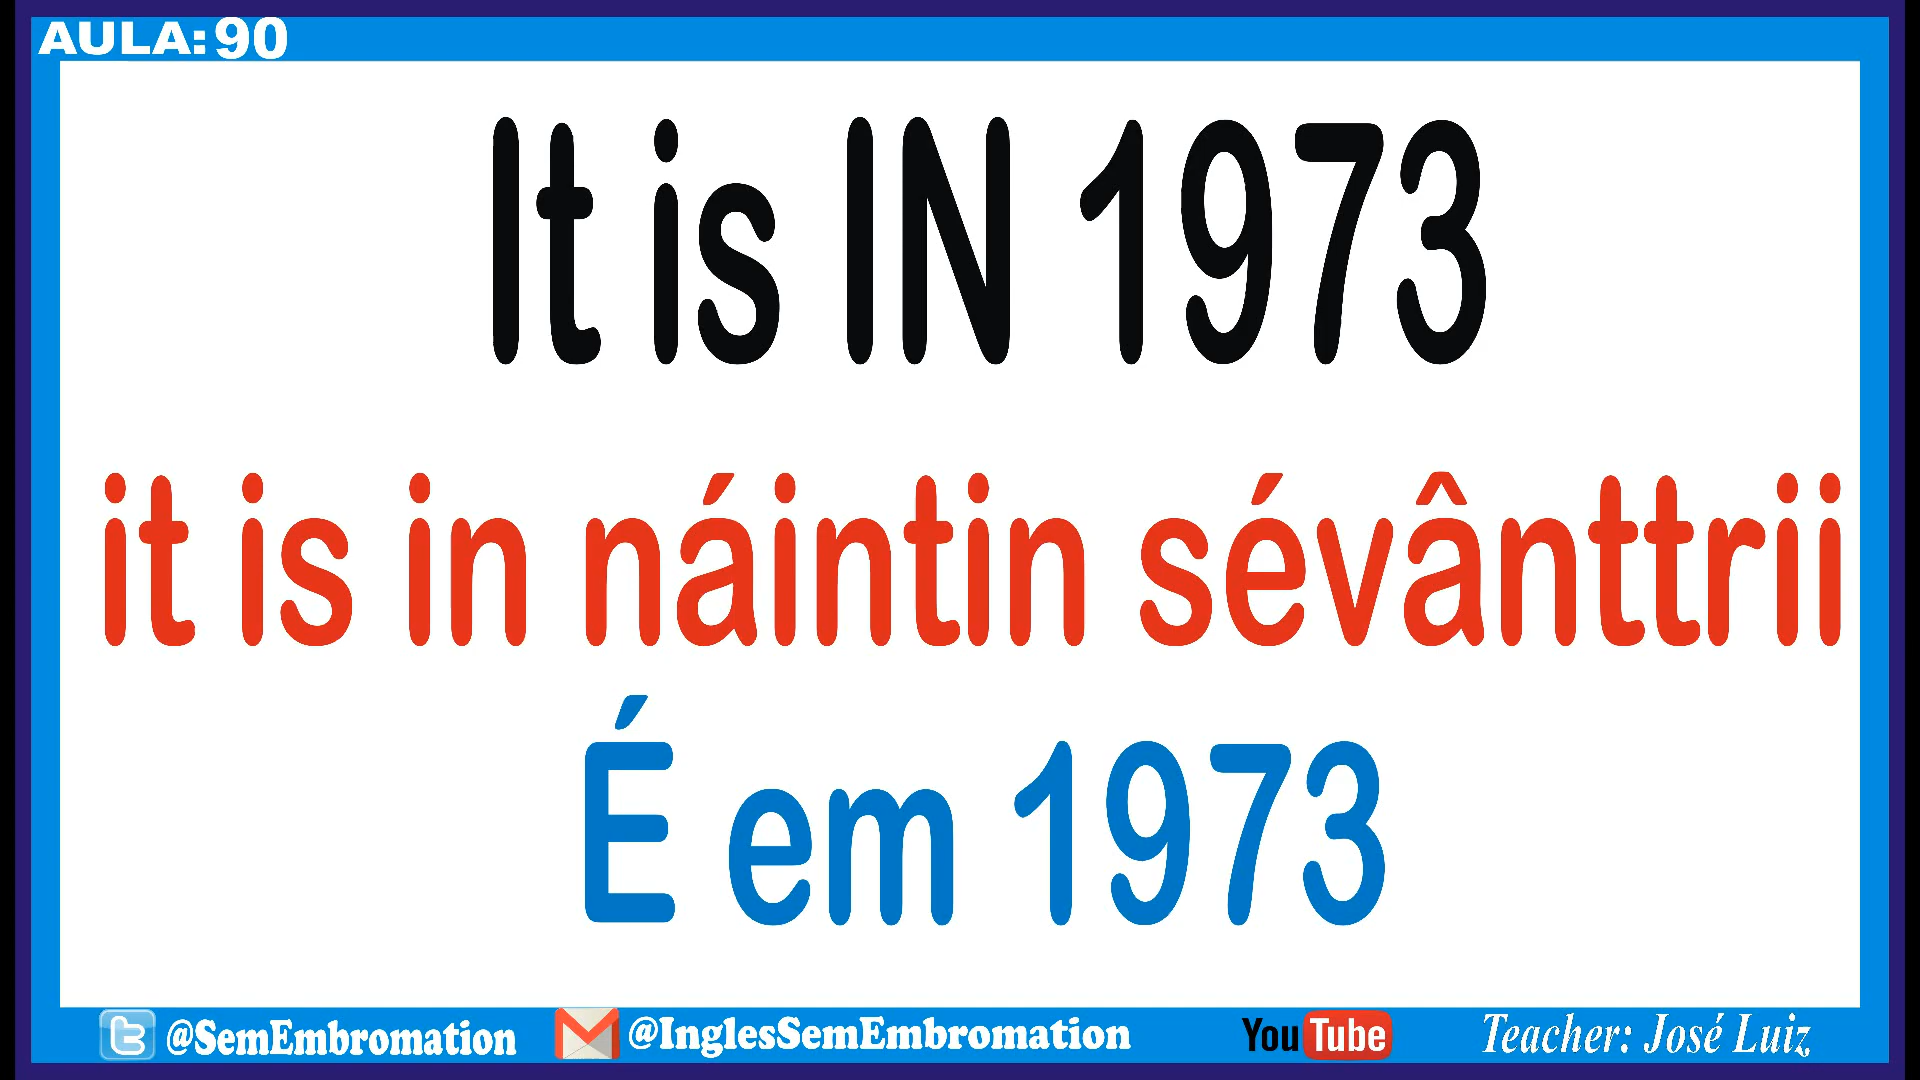 AULA: 90
It is IN 1973
it is in náintin sévânttrii
É em 1973
@SemEmbromation @InglesSemEmbromation YouTube Teacher: José Luiz